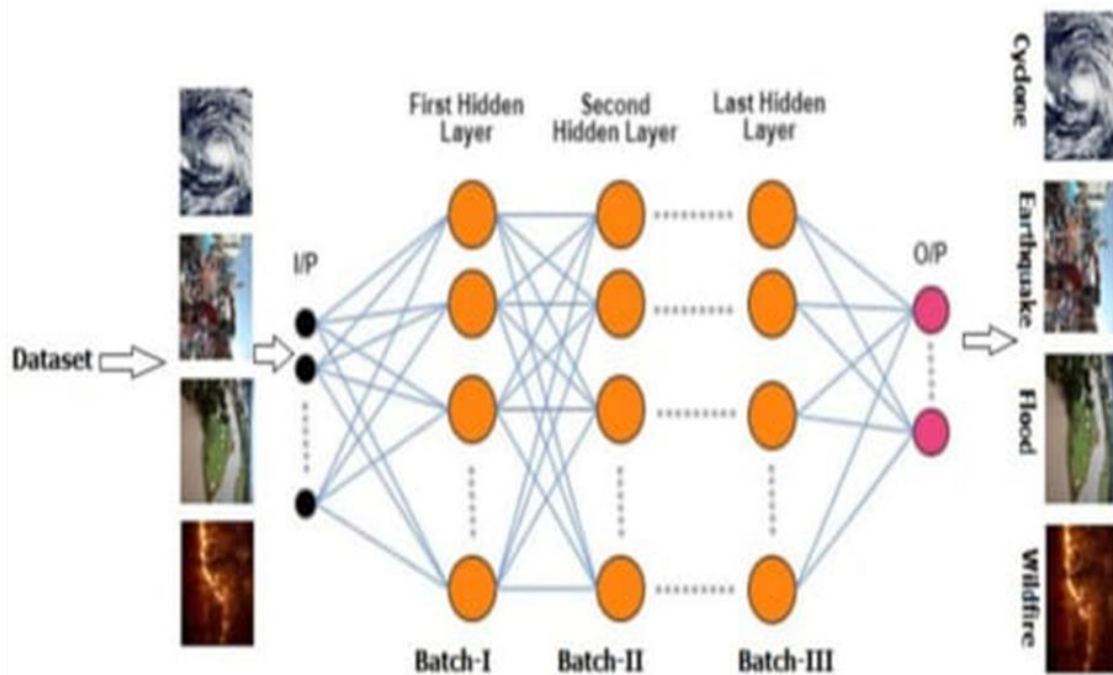 Dataset
I/P
First Hidden
Layer
Second
Hidden Layer
Last Hidden
Layer
Batch-I
Batch-II
Batch-III
O/P
Cyclone
Earthquake
Flood
Wildfire